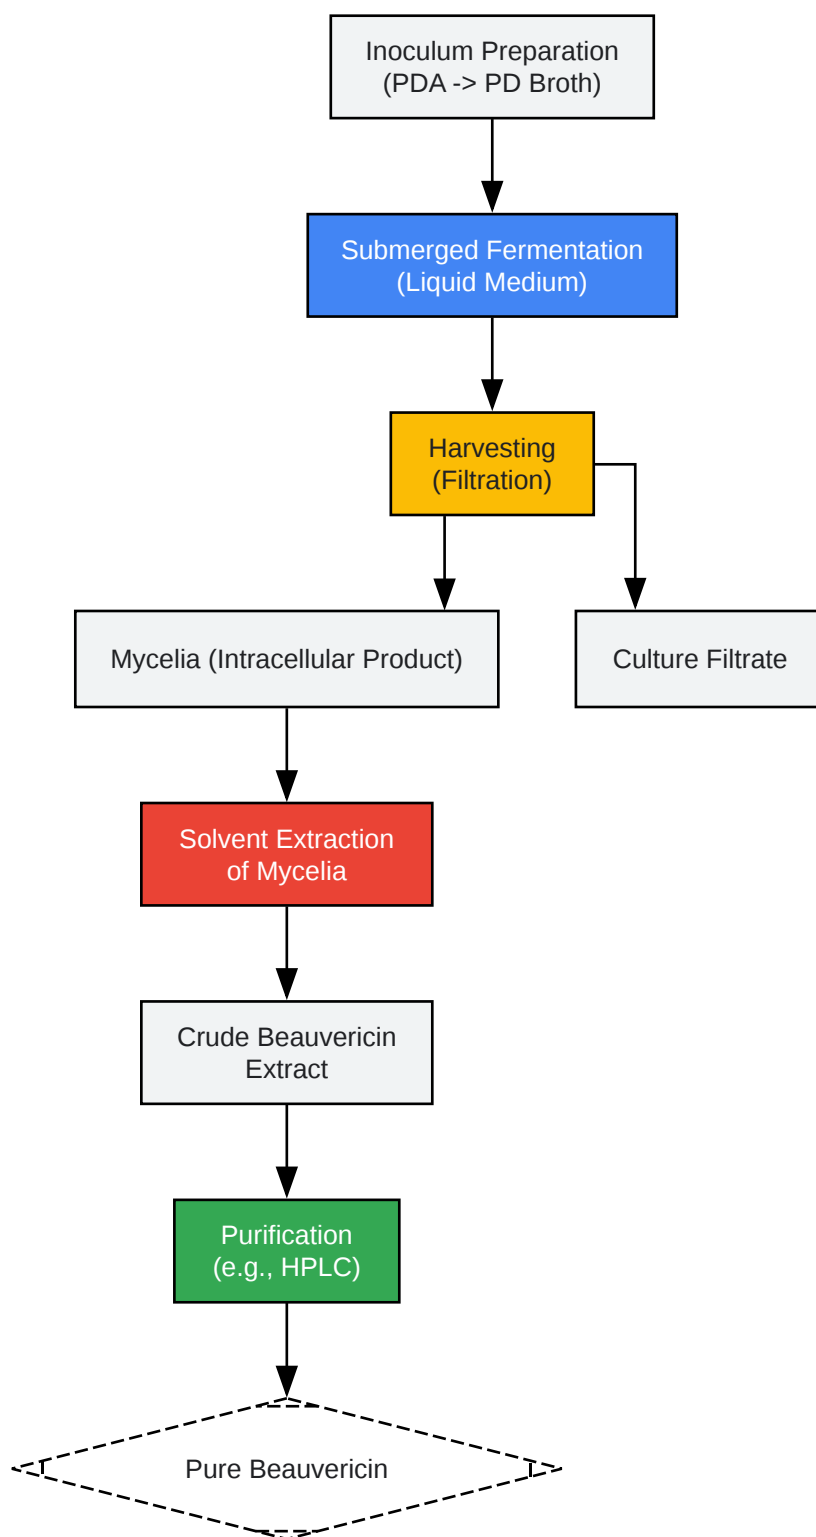 Inoculum Preparation
(PDA -> PD Broth)
Submerged Fermentation
(Liquid Medium)
Harvesting
(Filtration)
Mycelia (Intracellular Product)
Culture Filtrate
Solvent Extraction
of Mycelia
Crude Beauvericin
Extract
Purification
(e.g., HPLC)
Pure Beauvericin